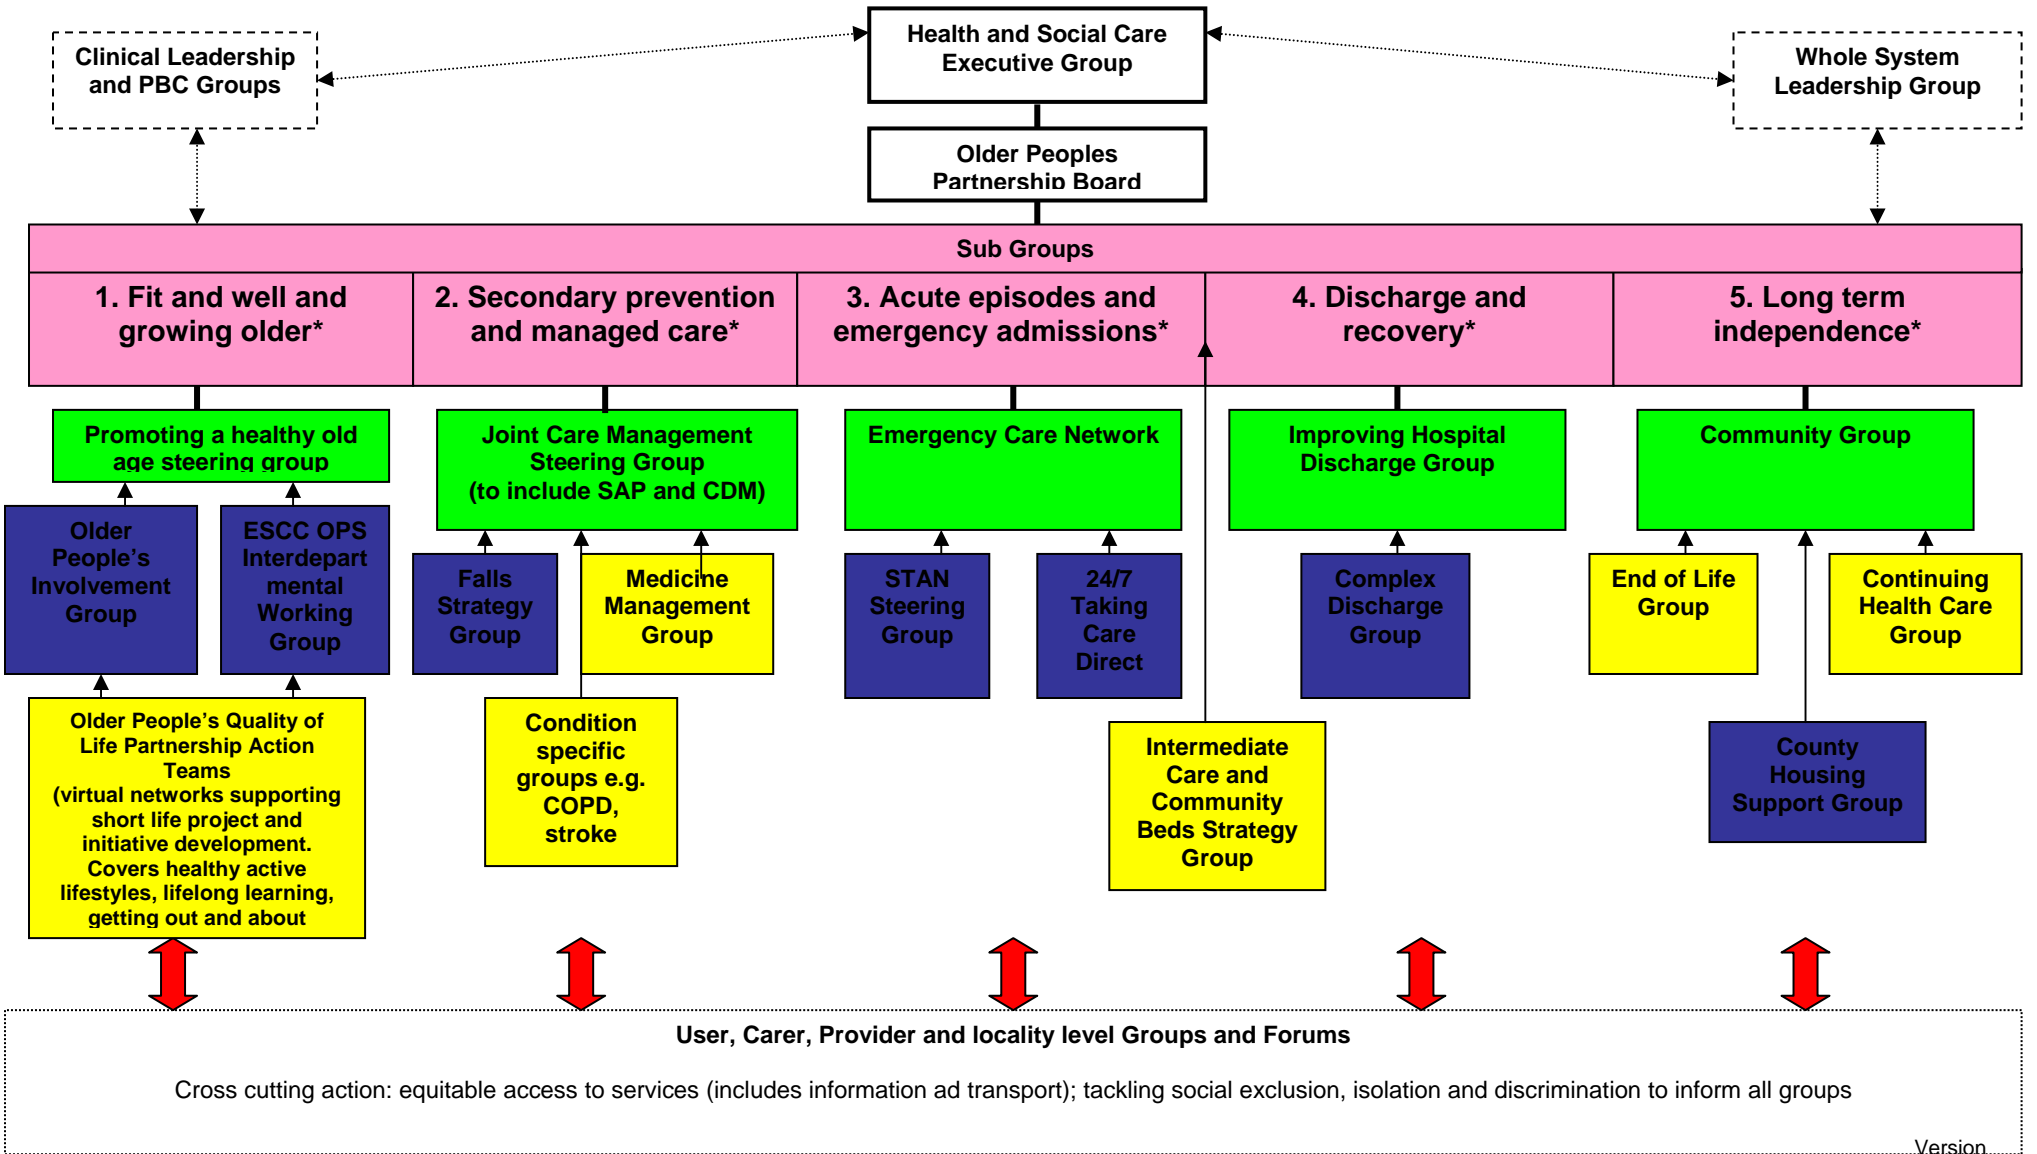 Clinical Leadership
and PBC Groups
Health and Social Care
Executive Group
Whole System
Leadership Group
Older Peoples
Partnership Board
Sub Groups
1. Fit and well and
growing older*
2. Secondary prevention
and managed care*
3. Acute episodes and
emergency admissions*
4. Discharge and
recovery*
5. Long term
independence*
Promoting a healthy old
age steering group
Joint Care Management
Steering Group
(to include SAP and CDM)
Emergency Care Network
Improving Hospital
Discharge Group
Community Group
Older
People's
Involvement
Group
ESCC OPS
Interdepart
mental
Working
Group
Falls
Strategy
Group
Medicine
Management
Group
STAN
Steering
Group
24/7
Taking
Care
Direct
Complex
Discharge
Group
End of Life
Group
Continuing
Health Care
Group
Older People's Quality of
Life Partnership Action
Teams
(virtual networks supporting
short life project and
initiative development.
Covers healthy active
lifestyles, lifelong learning,
getting out and about
Condition
specific
groups e.g.
COPD,
stroke
Intermediate
Care and
Community
Beds Strategy
Group
County
Housing
Support Group
User, Carer, Provider and locality level Groups and Forums
Cross cutting action: equitable access to services (includes information ad transport); tackling social exclusion, isolation and discrimination to inform all groups
Version